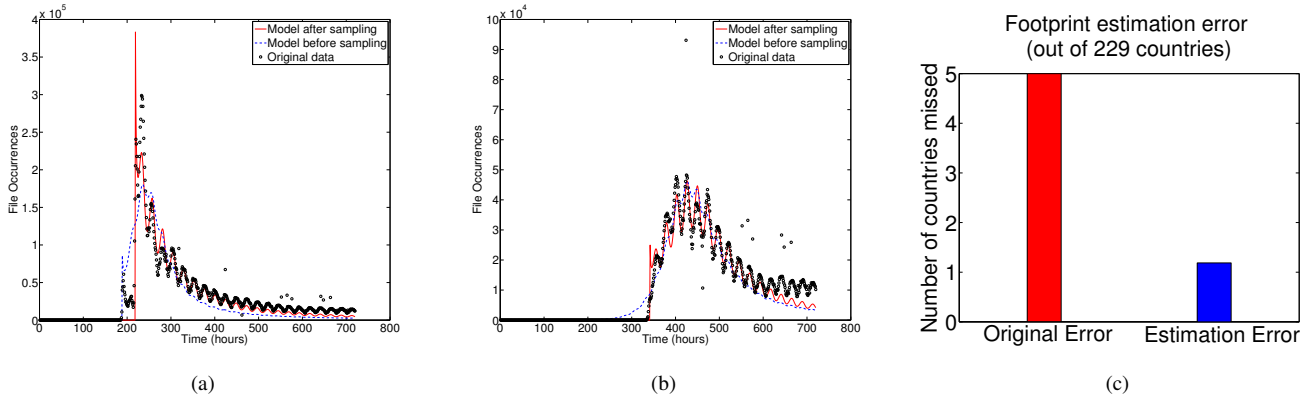 x 10^5
4
3.5
3
2.5
2
1.5
1
0.5
0
File Occurrences
0 100 200 300 400 500 600 700 800
Time (hours)
Model after sampling
Model before sampling
Original data
(a)
x 10^4
10
9
8
7
6
5
4
3
2
1
0
File Occurrences
0 100 200 300 400 500 600 700 800
Time (hours)
Model after sampling
Model before sampling
Original data
(b)
Footprint estimation error
(out of 229 countries)
Number of countries missed
5
4
3
2
1
0
Original Error Estimation Error
(c)